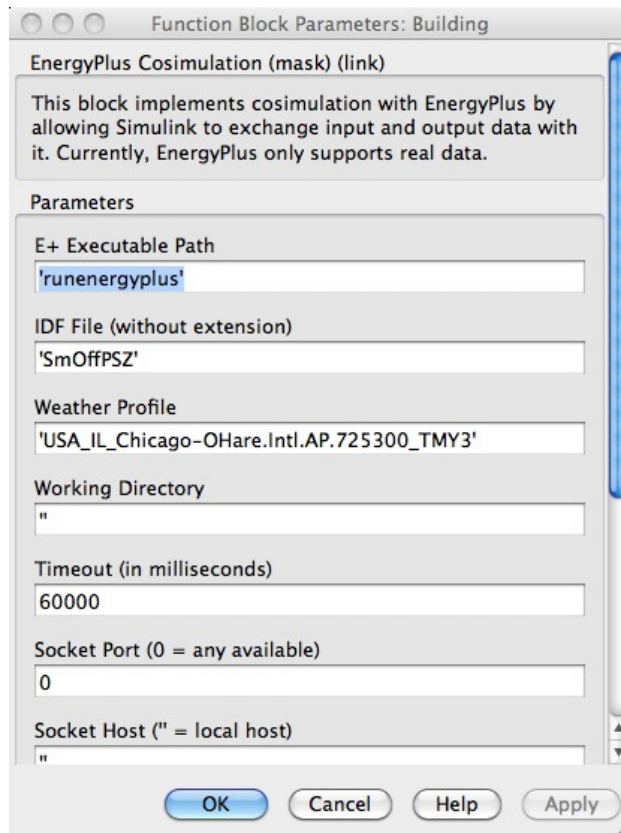 Function Block Parameters: Building
EnergyPlus Cosimulation (mask) (link)
This block implements cosimulation with EnergyPlus by
allowing Simulink to exchange input and output data with
it. Currently, EnergyPlus only supports real data.
Parameters
E+ Executable Path
'runenergyplus'
IDF File (without extension)
'SmOffPSZ'
Weather Profile
'USA_IL_Chicago-OHare.Intl.AP.725300_TMY3'
Working Directory
''
Timeout (in milliseconds)
60000
Socket Port (0 = any available)
0
Socket Host ('' = local host)
''
OK
Cancel
Help
Apply